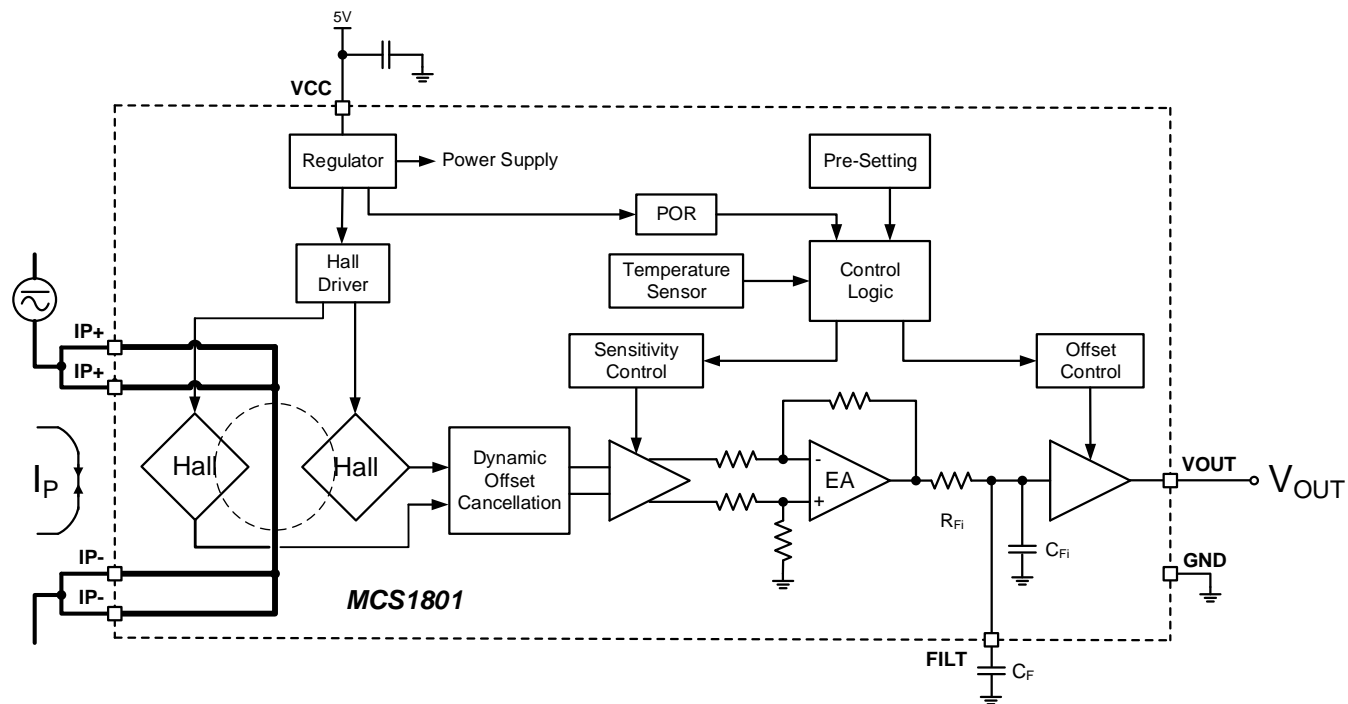 5V
VCC
Regulator
Power Supply
Pre-Setting
POR
Hall
Driver
Temperature
Sensor
Control
Logic
IP+
IP+
Sensitivity
Control
Offset
Control
Hall
Hall
Dynamic
Offset
Cancellation
-
EA
+
VOUT
VOUT
IP
RFi
CFi
IP-
IP-
GND
MCS1801
FILT
CF